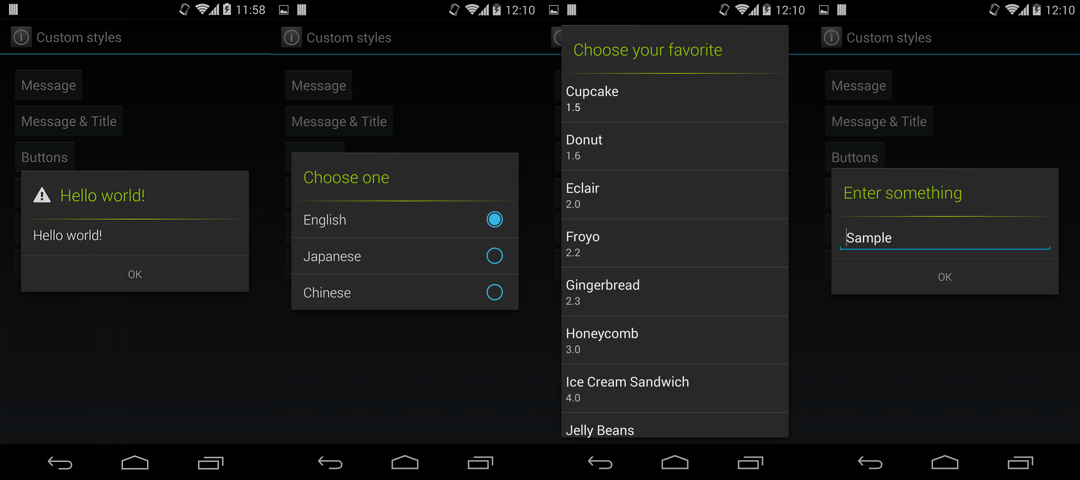 11:58
Custom styles
Message
Message & Title
Buttons
Hello world!
Hello world!
OK
12:10
Custom styles
Message
Message & Title
Choose one
English
Japanese
Chinese
12:10
Choose your favorite
Cupcake
1.5
Donut
1.6
Eclair
2.0
Froyo
2.2
Gingerbread
2.3
Honeycomb
3.0
Ice Cream Sandwich
4.0
Jelly Beans
12:10
Custom styles
Message
Message & Title
Buttons
Enter something
Sample
OK